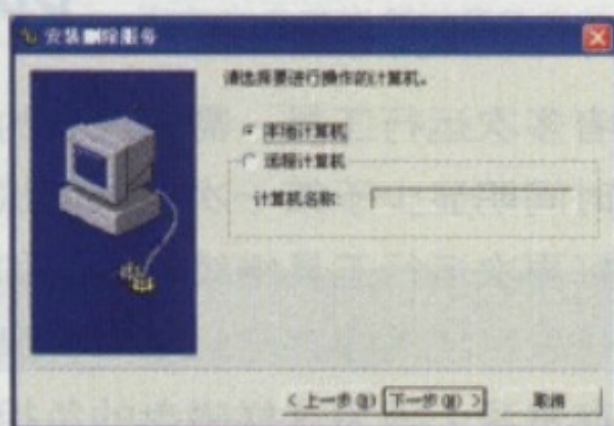 安装删除服务
请选择要进行操作的计算机。
本地计算机
远程计算机
计算机名称:
< 上一步(B) 下一步(N) > 取消